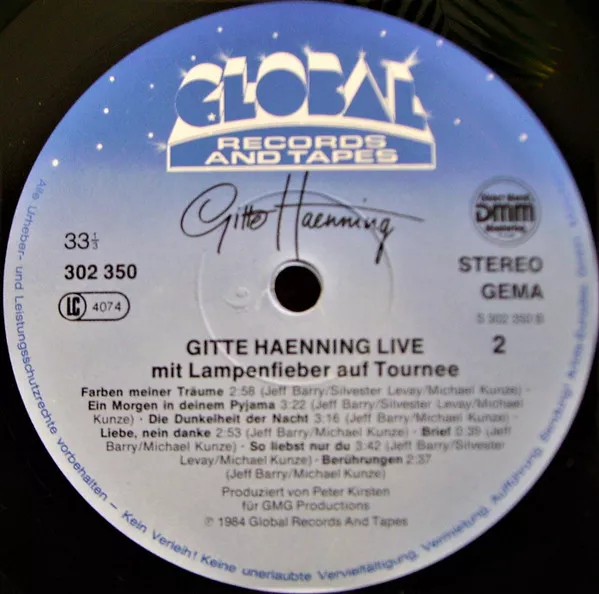 GLOBAL
RECORDS
AND TAPES
Gitte Haenning
DMM
33⅓
302 350
LC 4074
STEREO
GEMA
S 302 350 B
2
GITTE HAENNING LIVE
mit Lampenfieber auf Tournee
Farben meiner Träume 2:58 (Jeff Barry/Silvester Levay/Michael Kunze) ·
Ein Morgen in deinem Pyjama 3:22 (Jeff Barry/Silvester Levay/Michael
Kunze) · Die Dunkelheit der Nacht 3:16 (Jeff Barry/Michael Kunze) ·
Liebe, nein danke 2:53 (Jeff Barry/Michael Kunze) · Brief 6:35 (Jeff
Barry/Michael Kunze) · So liebst nur du 3:42 (Jeff Barry/Silvester
Levay/Michael Kunze) · Berührungen 2:37
(Jeff Barry/Michael Kunze)
Produziert von Peter Kirsten
für GMG Productions
℗ 1984 Global Records And Tapes
Alle Urheber- und Leistungsschutzrechte vorbehalten – Kein Verleih! Keine unerlaubte Vervielfältigung, Vermietung, Aufführung, Sendung!